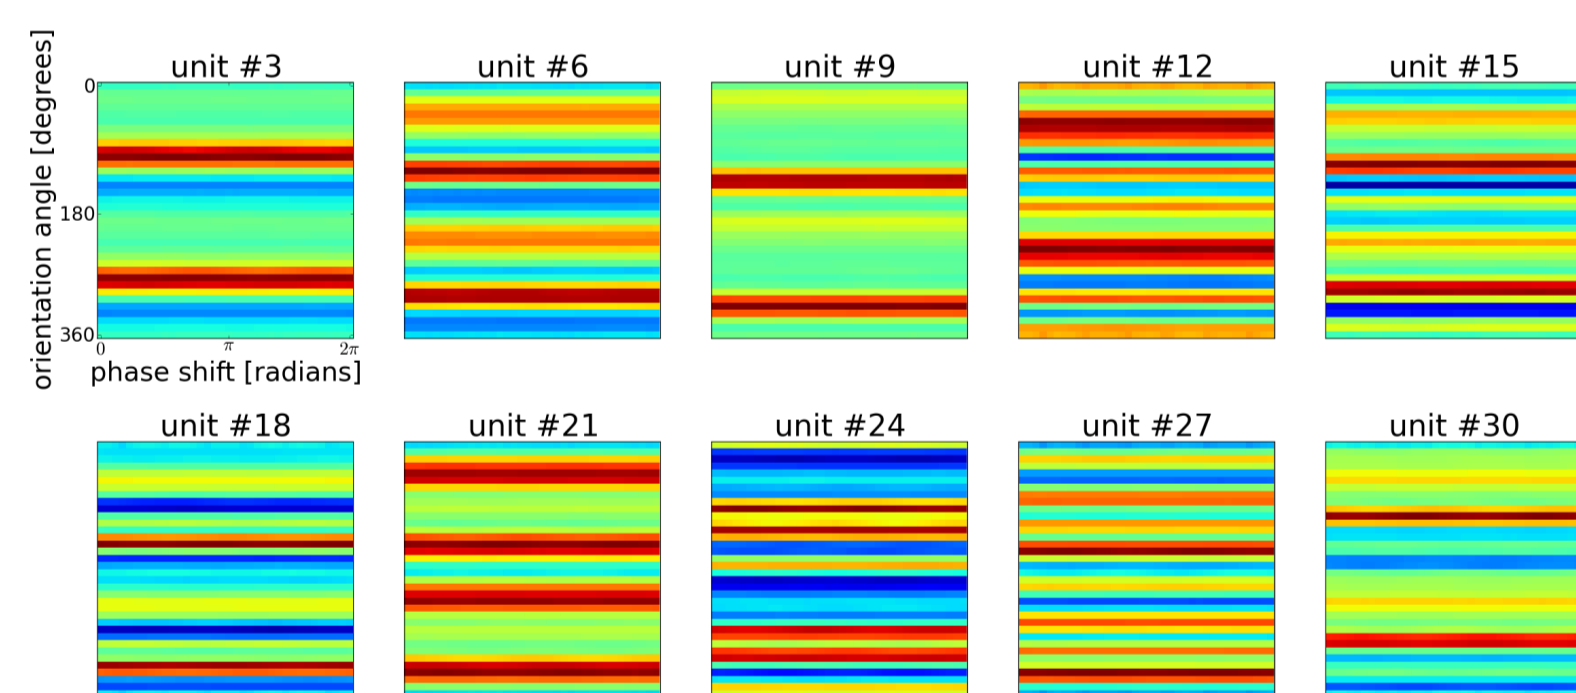 unit #3
unit #6
unit #9
unit #12
unit #15
orientation angle [degrees]
0
180
360
0
π
2π
phase shift [radians]
unit #18
unit #21
unit #24
unit #27
unit #30